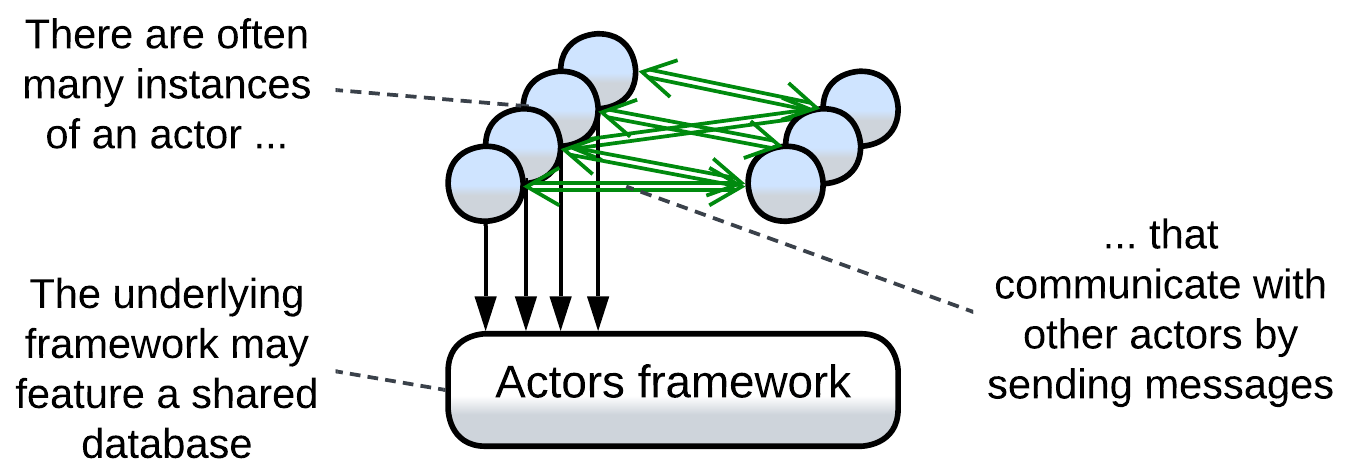 There are often
many instances
of an actor ...
... that
communicate with
other actors by
sending messages
The underlying
framework may
feature a shared
database
Actors framework